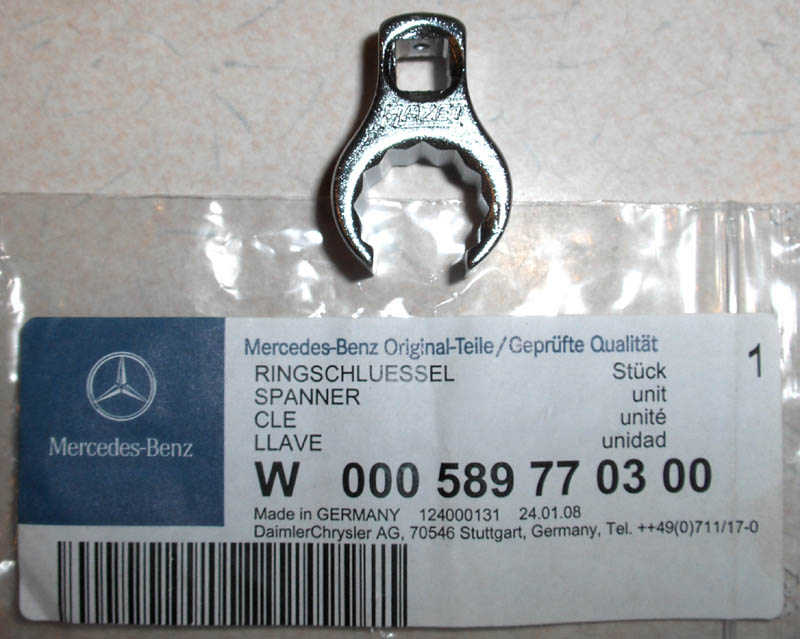 HAZET
Mercedes-Benz Original-Teile/Geprüfte Qualität
1
RINGSCHLUESSEL Stück
SPANNER unit
CLE unité
LLAVE unidad
Mercedes-Benz
W 000 589 77 03 00
Made in GERMANY 124000131 24.01.08
DaimlerChrysler AG, 70546 Stuttgart, Germany, Tel. ++49(0)711/17-0